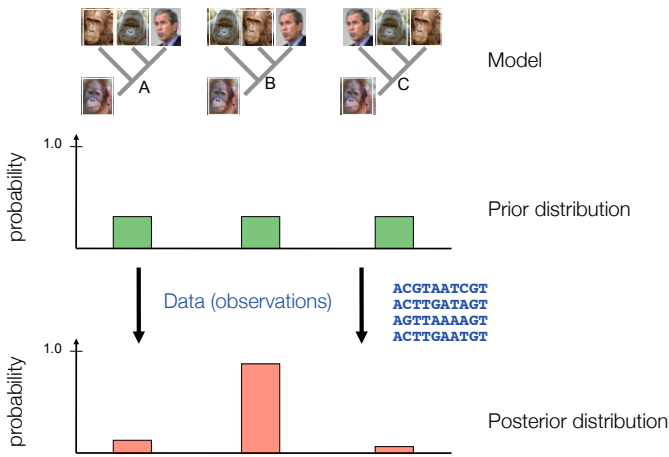 A
B
C
Model
probability
1.0
Prior distribution
Data (observations)
ACGTAATCGT
ACTTGATAGT
AGTTAAAAGT
ACTTGAATGT
probability
1.0
Posterior distribution